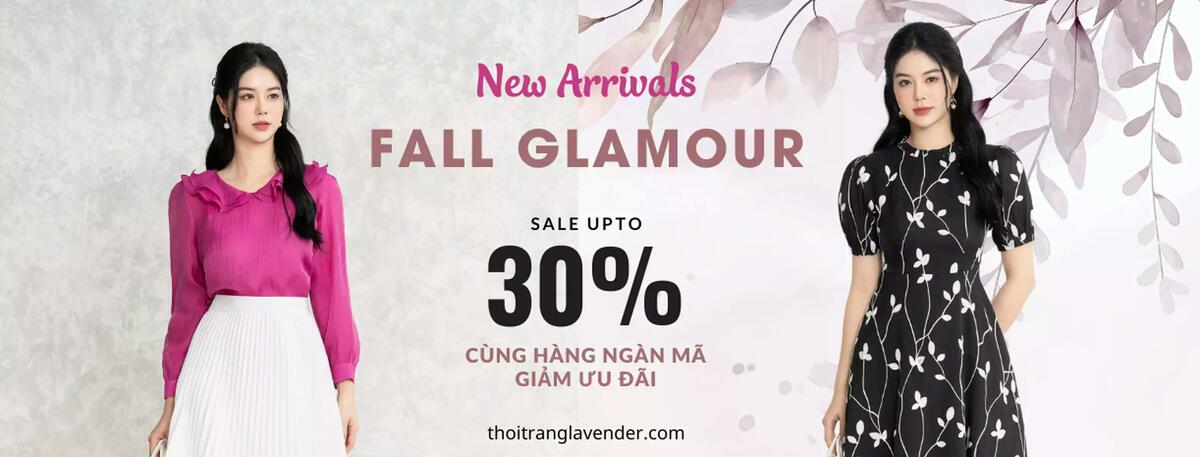 New Arrivals
FALL GLAMOUR
SALE UPTO
30%
CÙNG HÀNG NGÀN MÃ
GIẢM ƯU ĐÃI
thoitranglavender.com